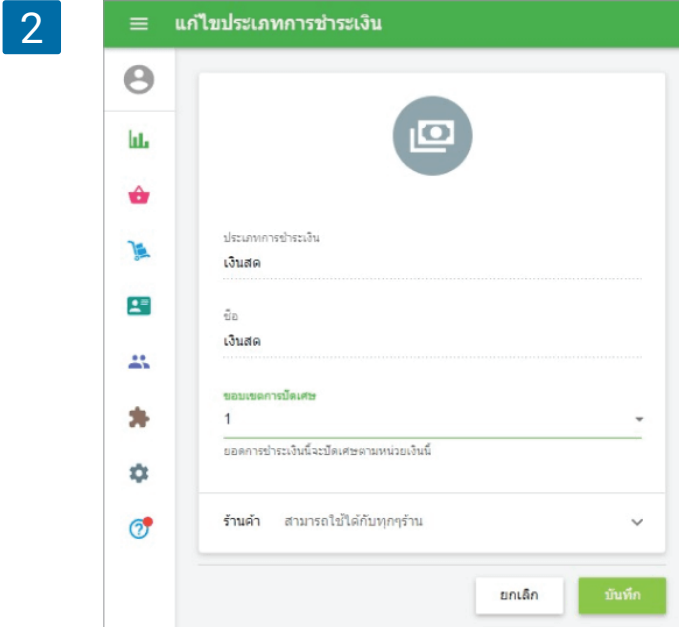 2
แก้ไขประเภทการชำระเงิน
ประเภทการชำระเงิน
เงินสด
ชื่อ
เงินสด
ขอบเขตการปัดเศษ
1
ยอดการชำระเงินนี้จะปัดเศษตามหน่วยเงินนี้
ร้านค้า สามารถใช้ได้กับทุกๆร้าน
ยกเลิก บันทึก